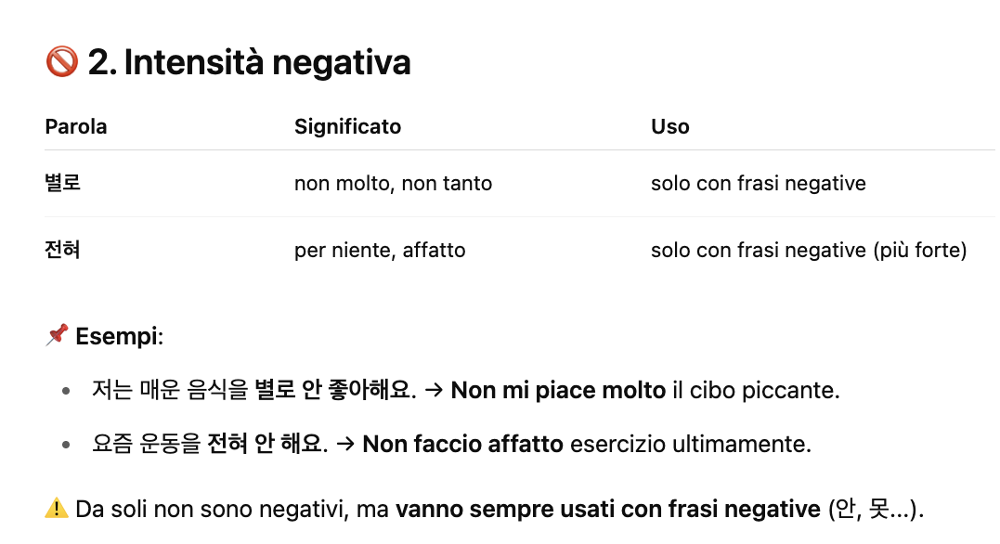 🚫 2. Intensità negativa
Parola Significato Uso
별로 non molto, non tanto solo con frasi negative
전혀 per niente, affatto solo con frasi negative (più forte)
📌 Esempi:
• 저는 매운 음식을 별로 안 좋아해요. → Non mi piace molto il cibo piccante.
• 요즘 운동을 전혀 안 해요. → Non faccio affatto esercizio ultimamente.
⚠️ Da soli non sono negativi, ma vanno sempre usati con frasi negative (안, 못...).